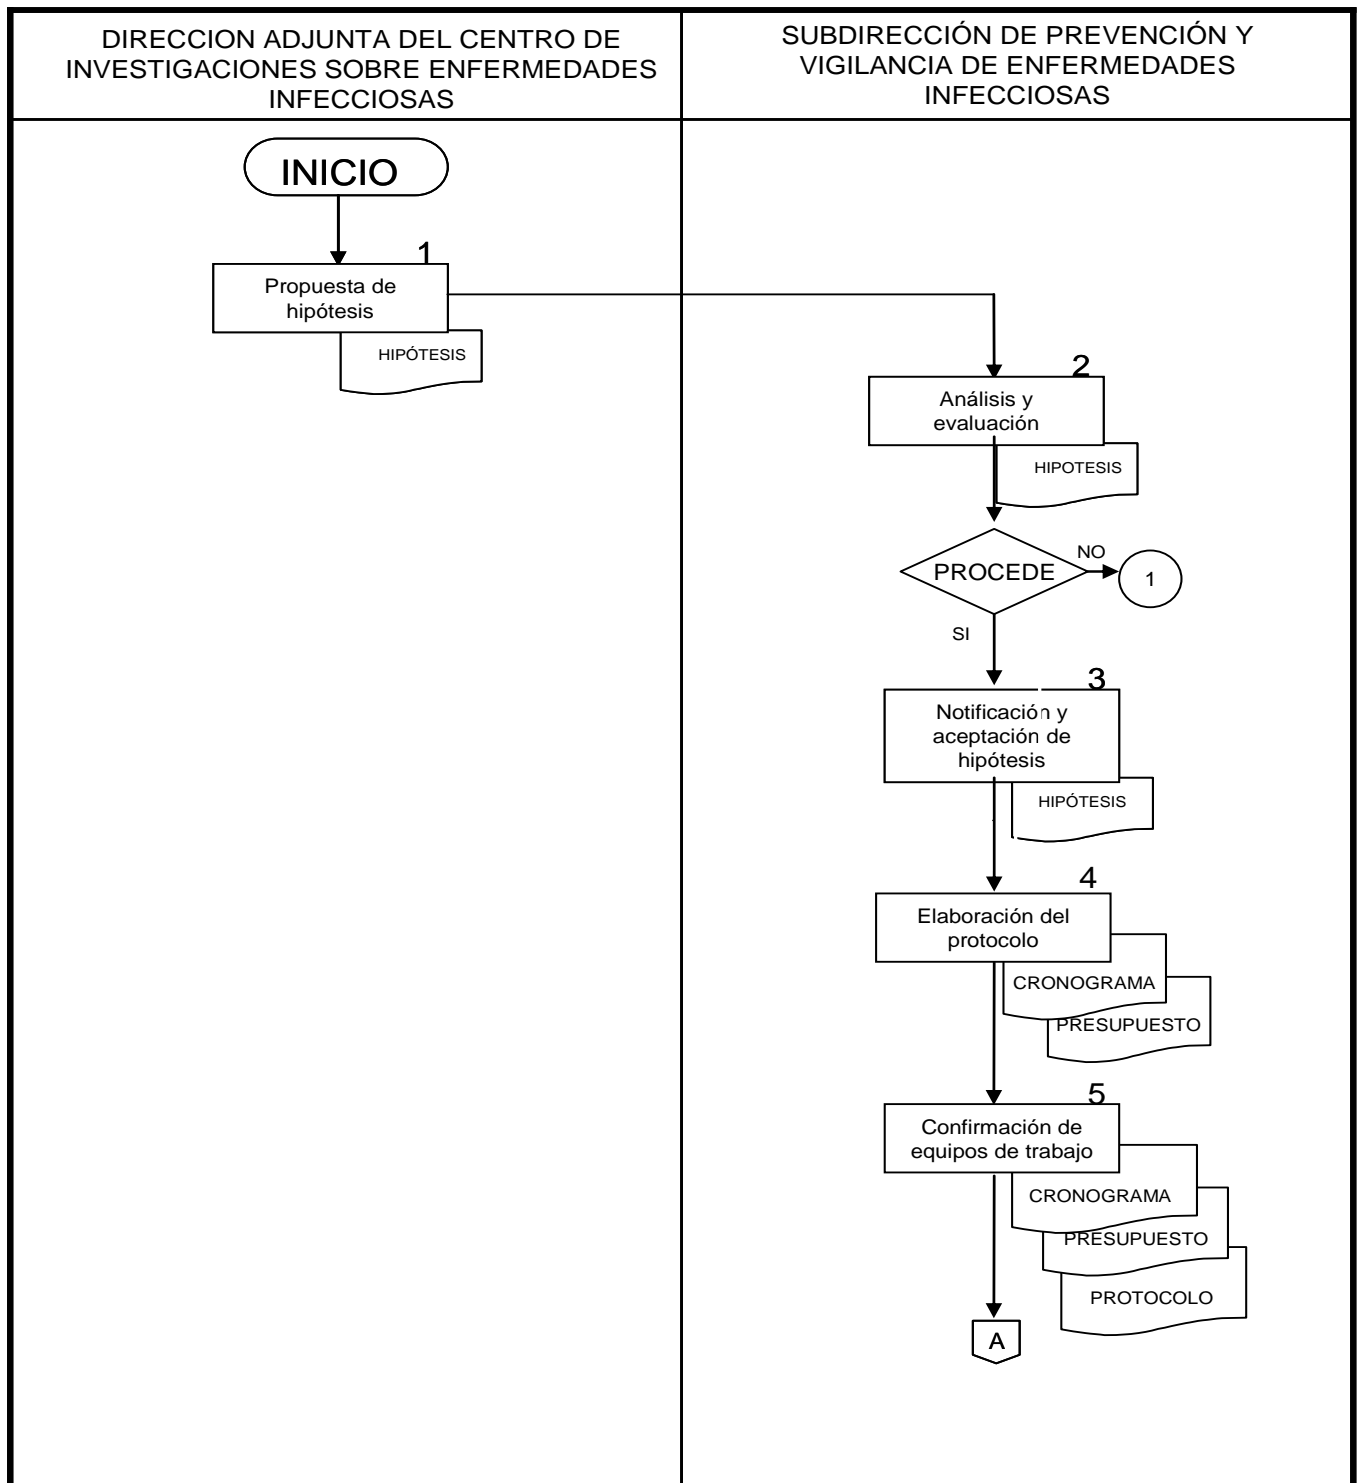 DIRECCION ADJUNTA DEL CENTRO DE
INVESTIGACIONES SOBRE ENFERMEDADES
INFECCIOSAS
SUBDIRECCIÓN DE PREVENCIÓN Y
VIGILANCIA DE ENFERMEDADES
INFECCIOSAS
INICIO
1
Propuesta de
hipótesis
HIPÓTESIS
2
Análisis y
evaluación
HIPOTESIS
PROCEDE
NO
1
SI
3
Notificación y
aceptación de
hipótesis
HIPÓTESIS
4
Elaboración del
protocolo
CRONOGRAMA
PRESUPUESTO
5
Confirmación de
equipos de trabajo
CRONOGRAMA
PRESUPUESTO
PROTOCOLO
A